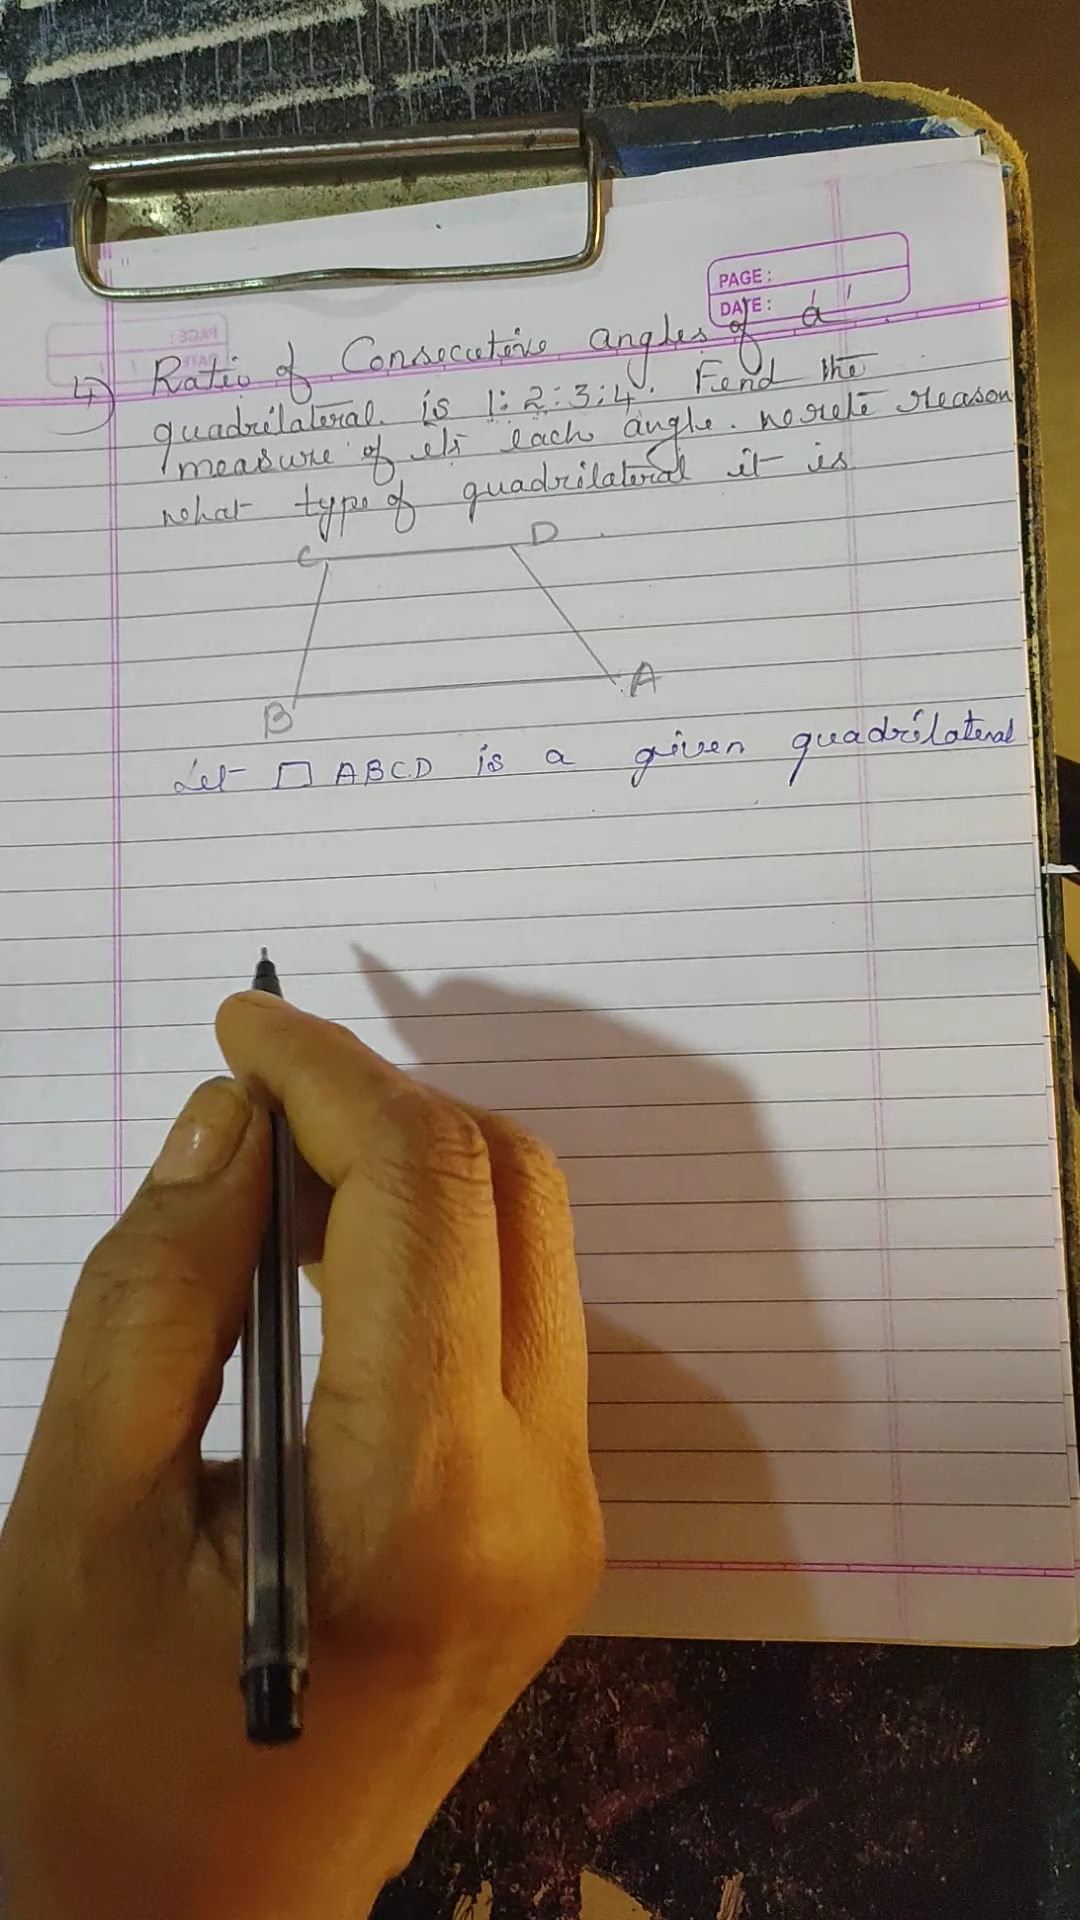 PAGE :
DATE :
4) Ratio of Consecutive angles of a
quadrilateral is 1:2:3:4. Find the
measure of its each angle. write reason
what type of quadrilateral it is
C D
B A
Let □ ABCD is a given quadrilateral